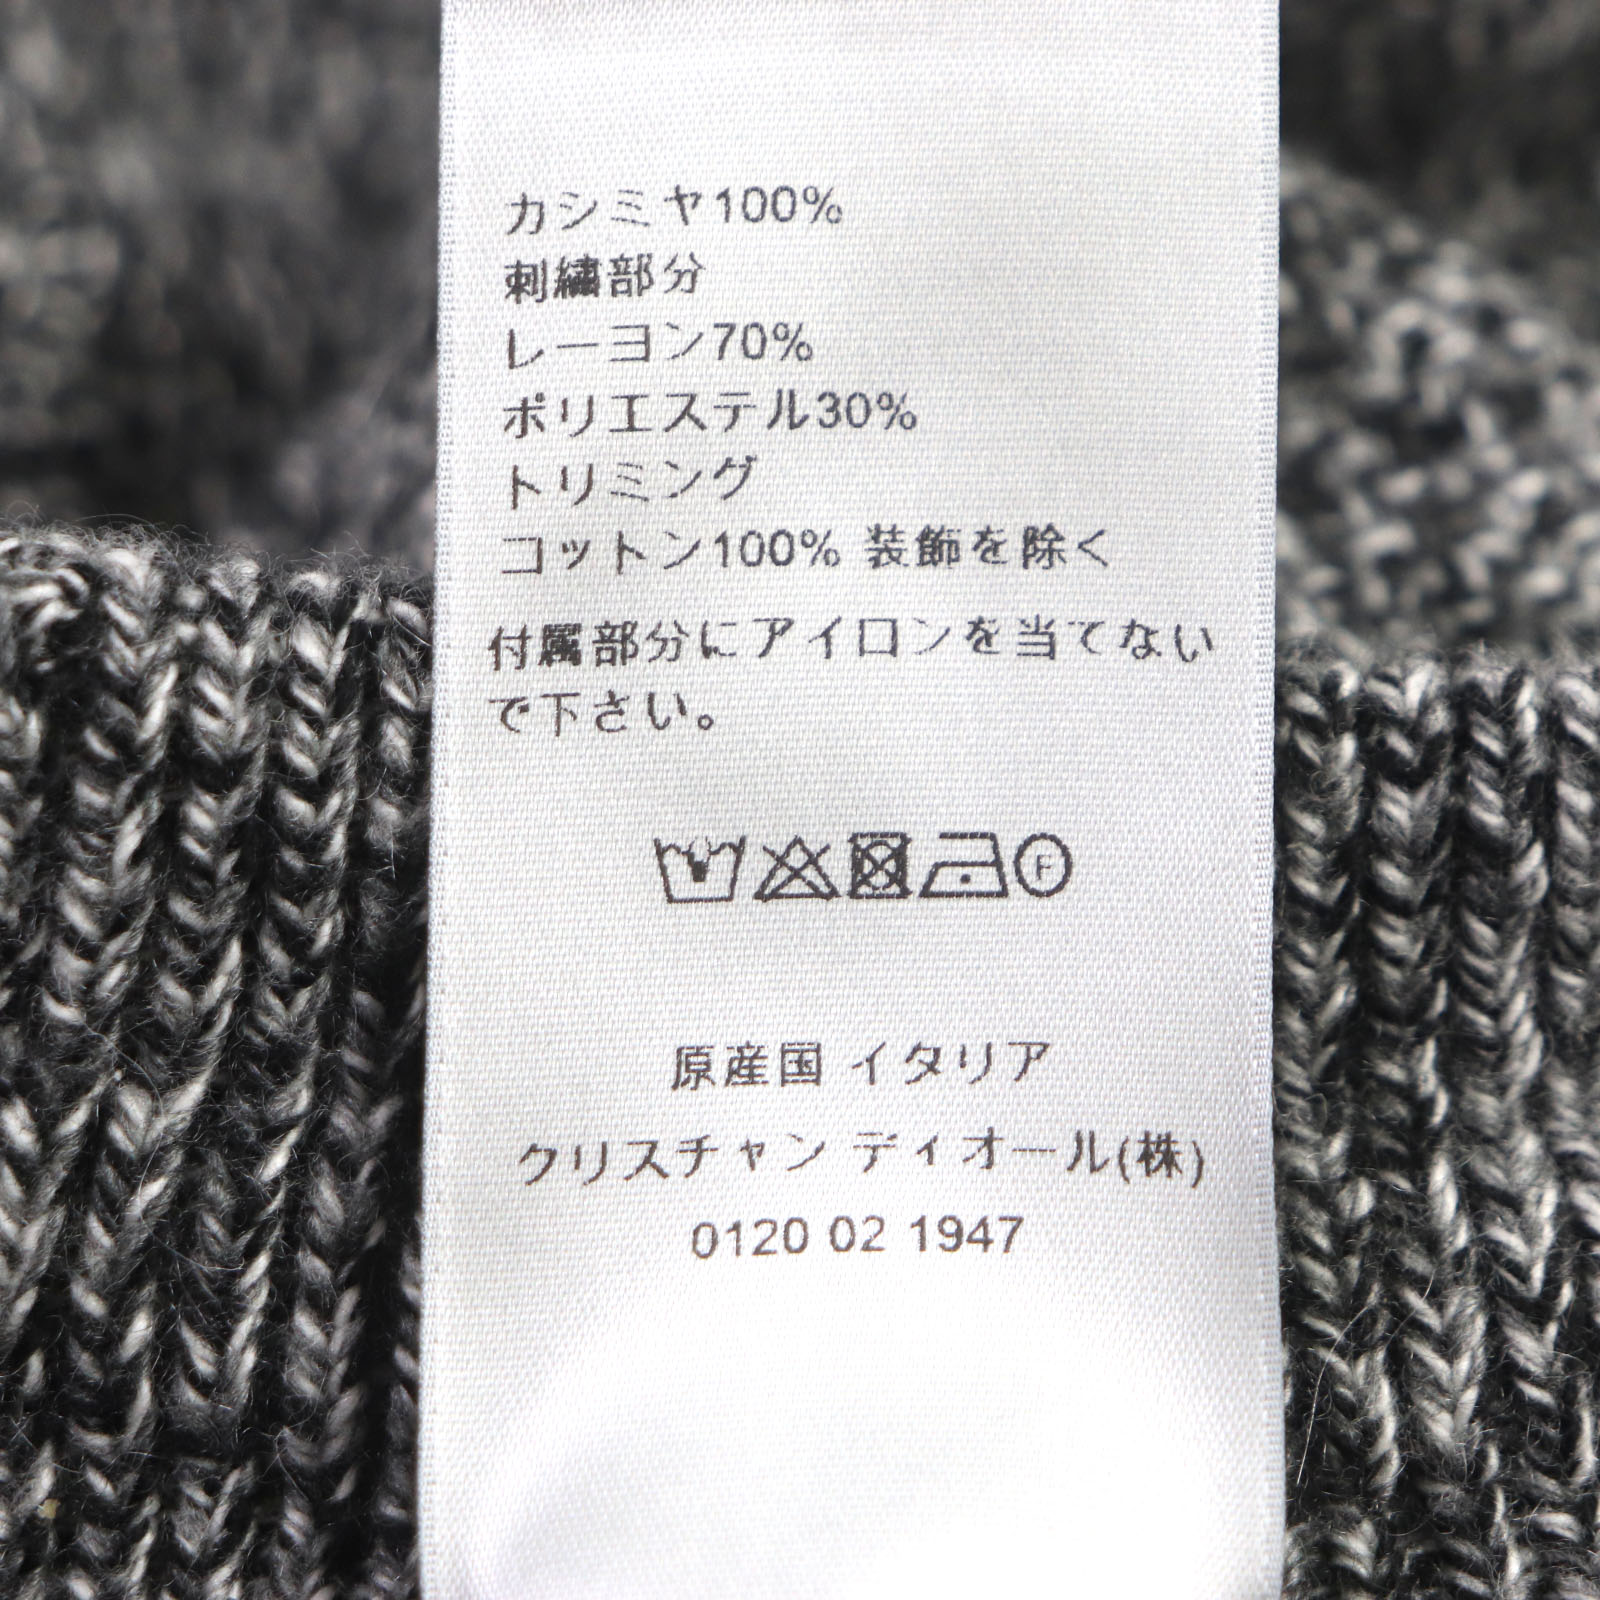 カシミヤ100%
刺繍部分
レーヨン70%
ポリエステル30%
トリミング
コットン100% 装飾を除く
付属部分にアイロンを当てない
で下さい。
F
原産国 イタリア
クリスチャン ディオール(株)
0120 02 1947